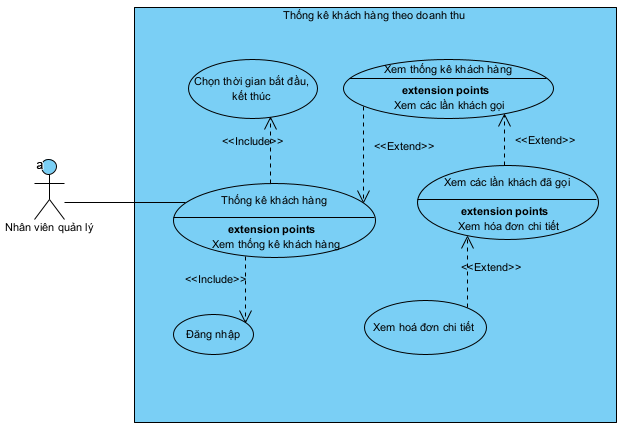 Thống kê khách hàng theo doanh thu
Chọn thời gian bắt đầu,
kết thúc
Xem thống kê khách hàng
extension points
Xem các lần khách gọi
<<Include>>
<<Extend>>
<<Extend>>
a
Nhân viên quản lý
Thống kê khách hàng
extension points
Xem thống kê khách hàng
Xem các lần khách đã gọi
extension points
Xem hóa đơn chi tiết
<<Include>>
<<Extend>>
Đăng nhập
Xem hoá đơn chi tiết